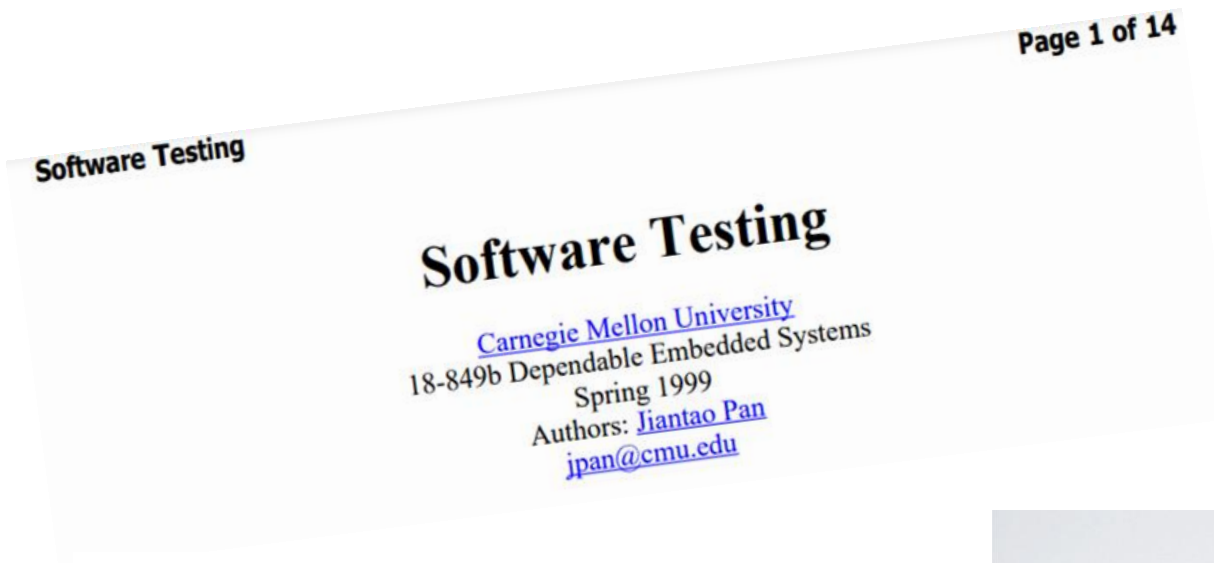 Page 1 of 14
Software Testing
Software Testing
Carnegie Mellon University
18-849b Dependable Embedded Systems
Spring 1999
Authors: Jiantao Pan
jpan@cmu.edu